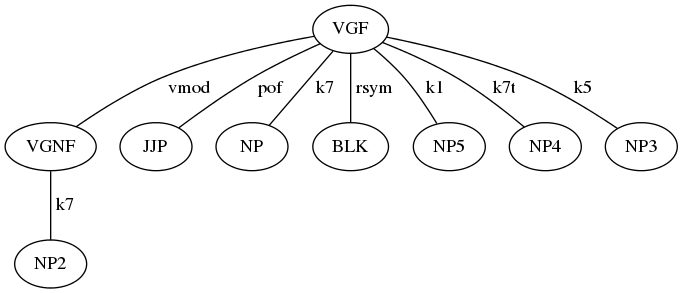 VGF
vmod pof k7 rsym k1 k7t k5
VGNF JJP NP BLK NP5 NP4 NP3
k7
NP2